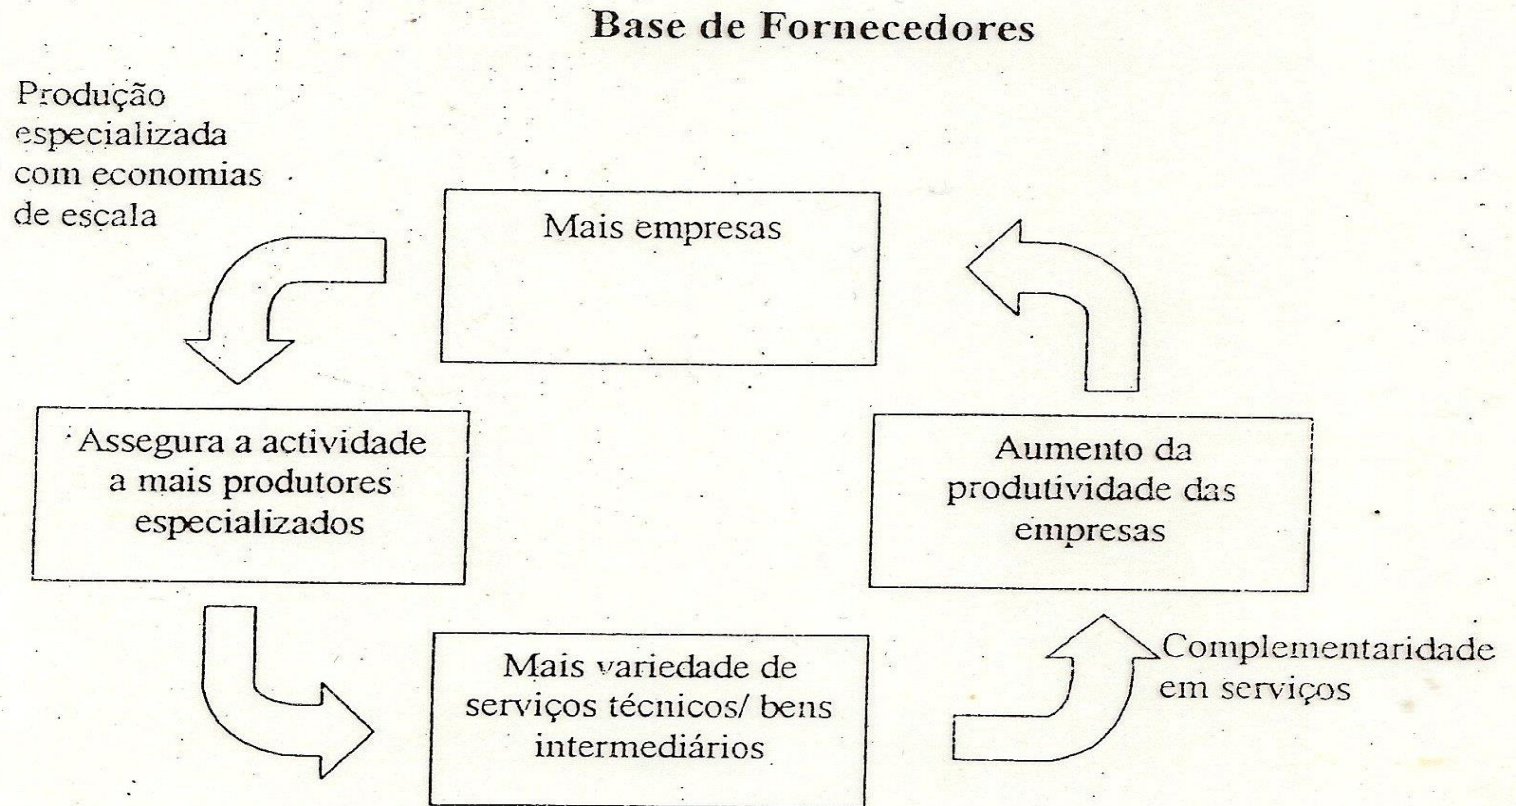 Base de Fornecedores
Produção
especializada
com economias
de escala
Mais empresas
Assegura a actividade
a mais produtores
especializados
Aumento da
produtividade das
empresas
Mais variedade de
serviços técnicos/ bens
intermediários
Complementaridade
em serviços